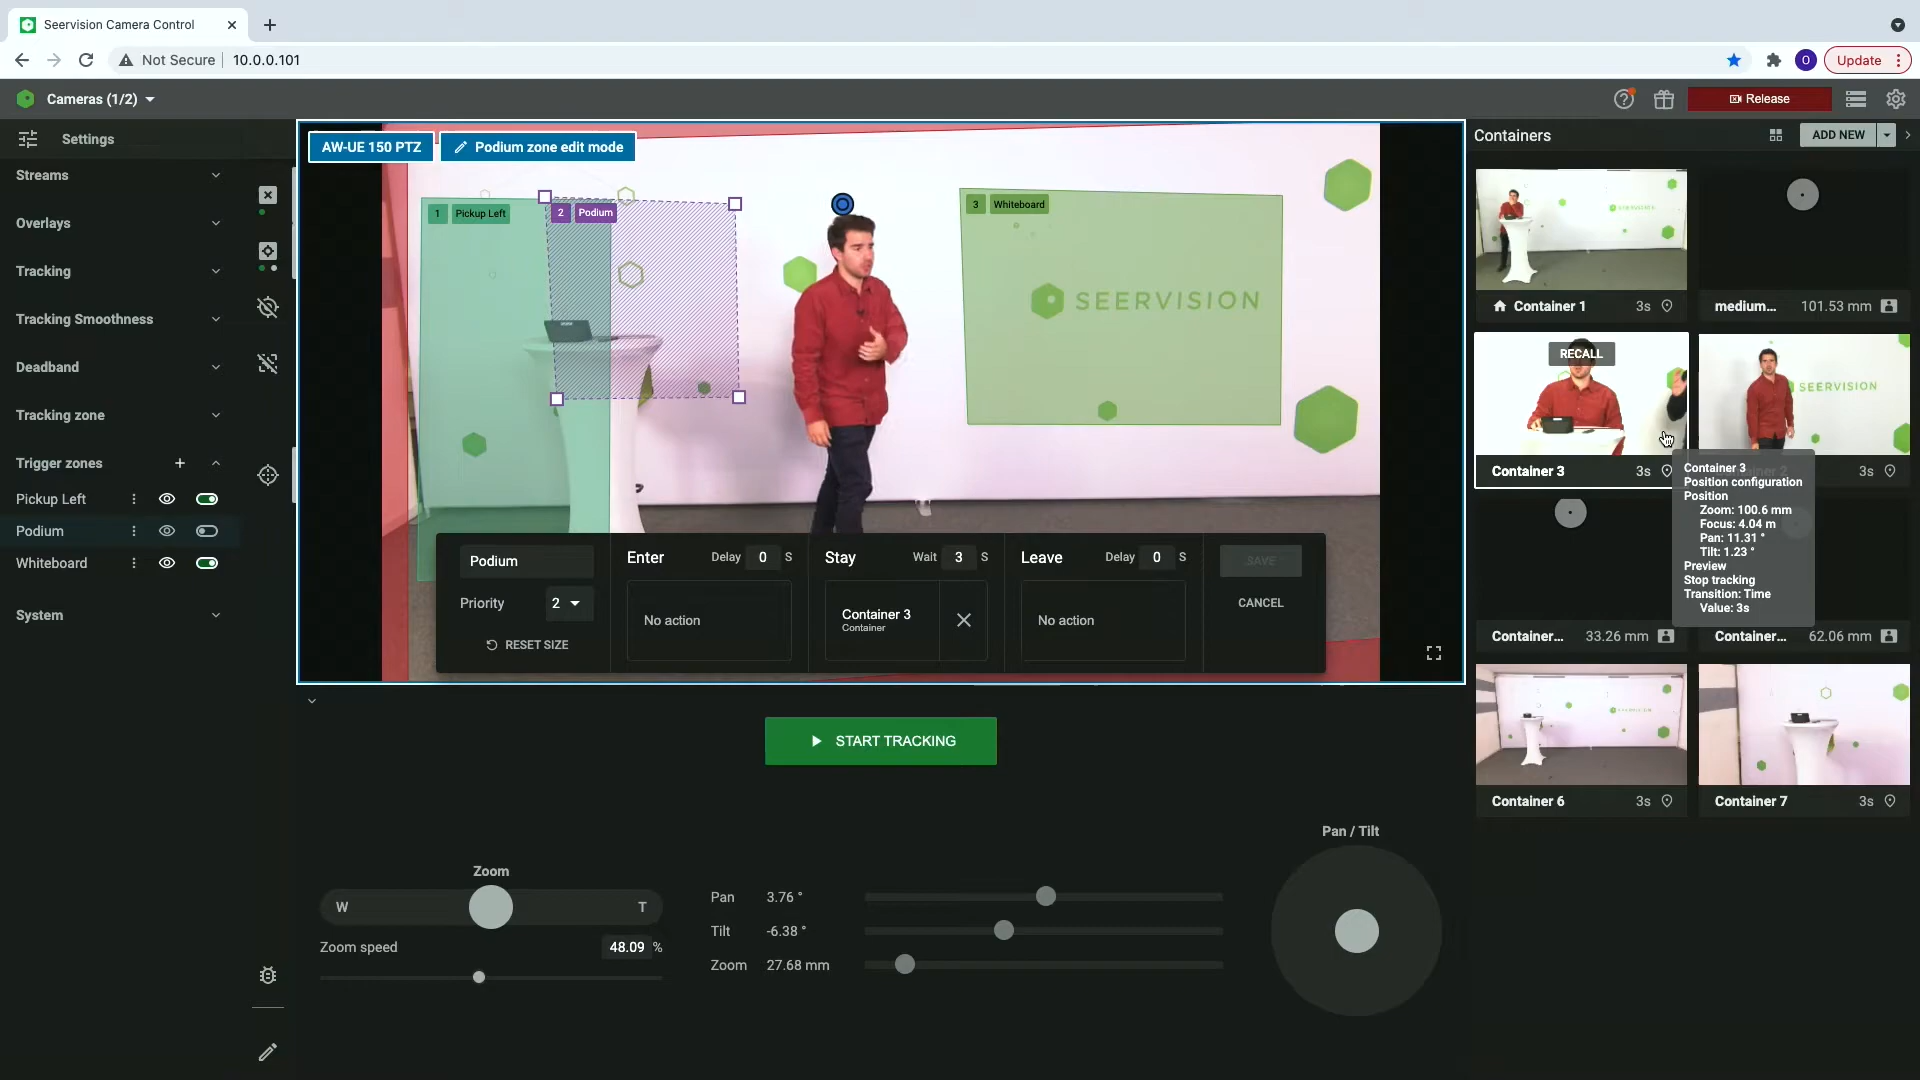 Seervision Camera Control
Not Secure
10.0.0.101
O
Update
Cameras (1/2)
Release
Settings
Streams
Overlays
Tracking
Tracking Smoothness
Deadband
Tracking zone
Trigger zones
Pickup Left
Podium
Whiteboard
System
AW-UE 150 PTZ
Podium zone edit mode
1 Pickup Left
2 Podium
3 Whiteboard
SEERVISION
Podium
Priority 2
RESET SIZE
Enter Delay 0 S
No action
Stay Wait 3 S
Container 3
Container
Leave Delay 0 S
No action
SAVE
CANCEL
START TRACKING
Zoom
W T
Zoom speed 48.09 %
Pan 3.76 °
Tilt -6.38 °
Zoom 27.68 mm
Pan / Tilt
Containers
ADD NEW
Container 1 3s
medium... 101.53 mm
RECALL
SEERVISION
Container 3 3s
3s
Container 3
Position configuration
Position
Zoom: 100.6 mm
Focus: 4.04 m
Pan: 11.31 °
Tilt: 1.23 °
Preview
Stop tracking
Transition: Time
Value: 3s
Container... 33.26 mm
Container... 62.06 mm
Container 6 3s
Container 7 3s